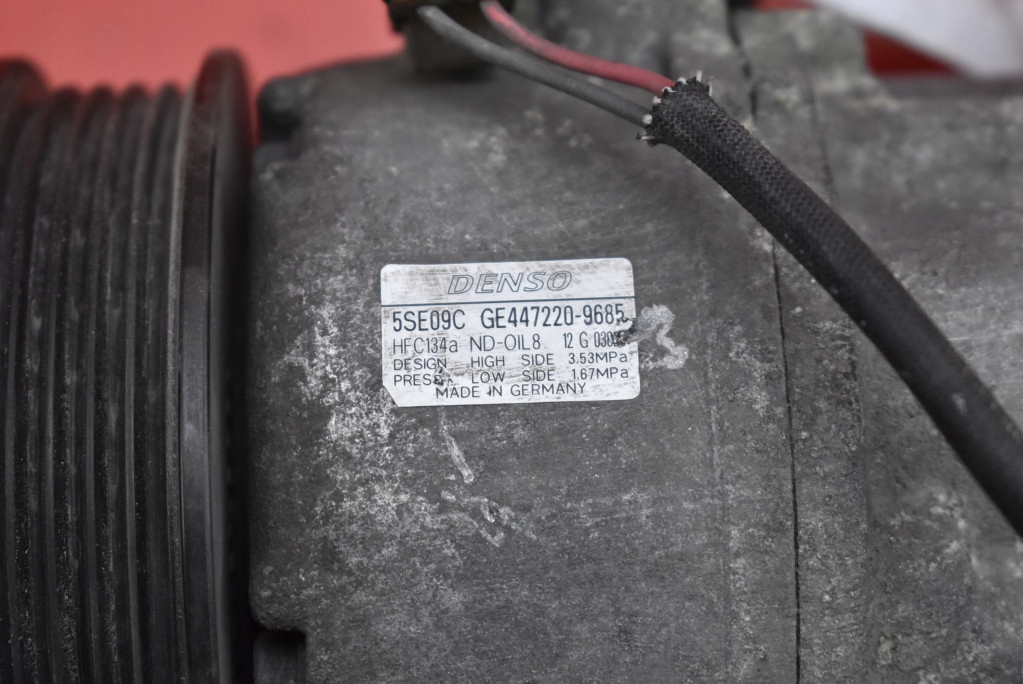 DENSO
5SE09C GE447220-9685
HFC134a ND-OIL8 12 G
DESIGN HIGH SIDE 3.53MPa
PRESS. LOW SIDE 1.67MPa
MADE IN GERMANY